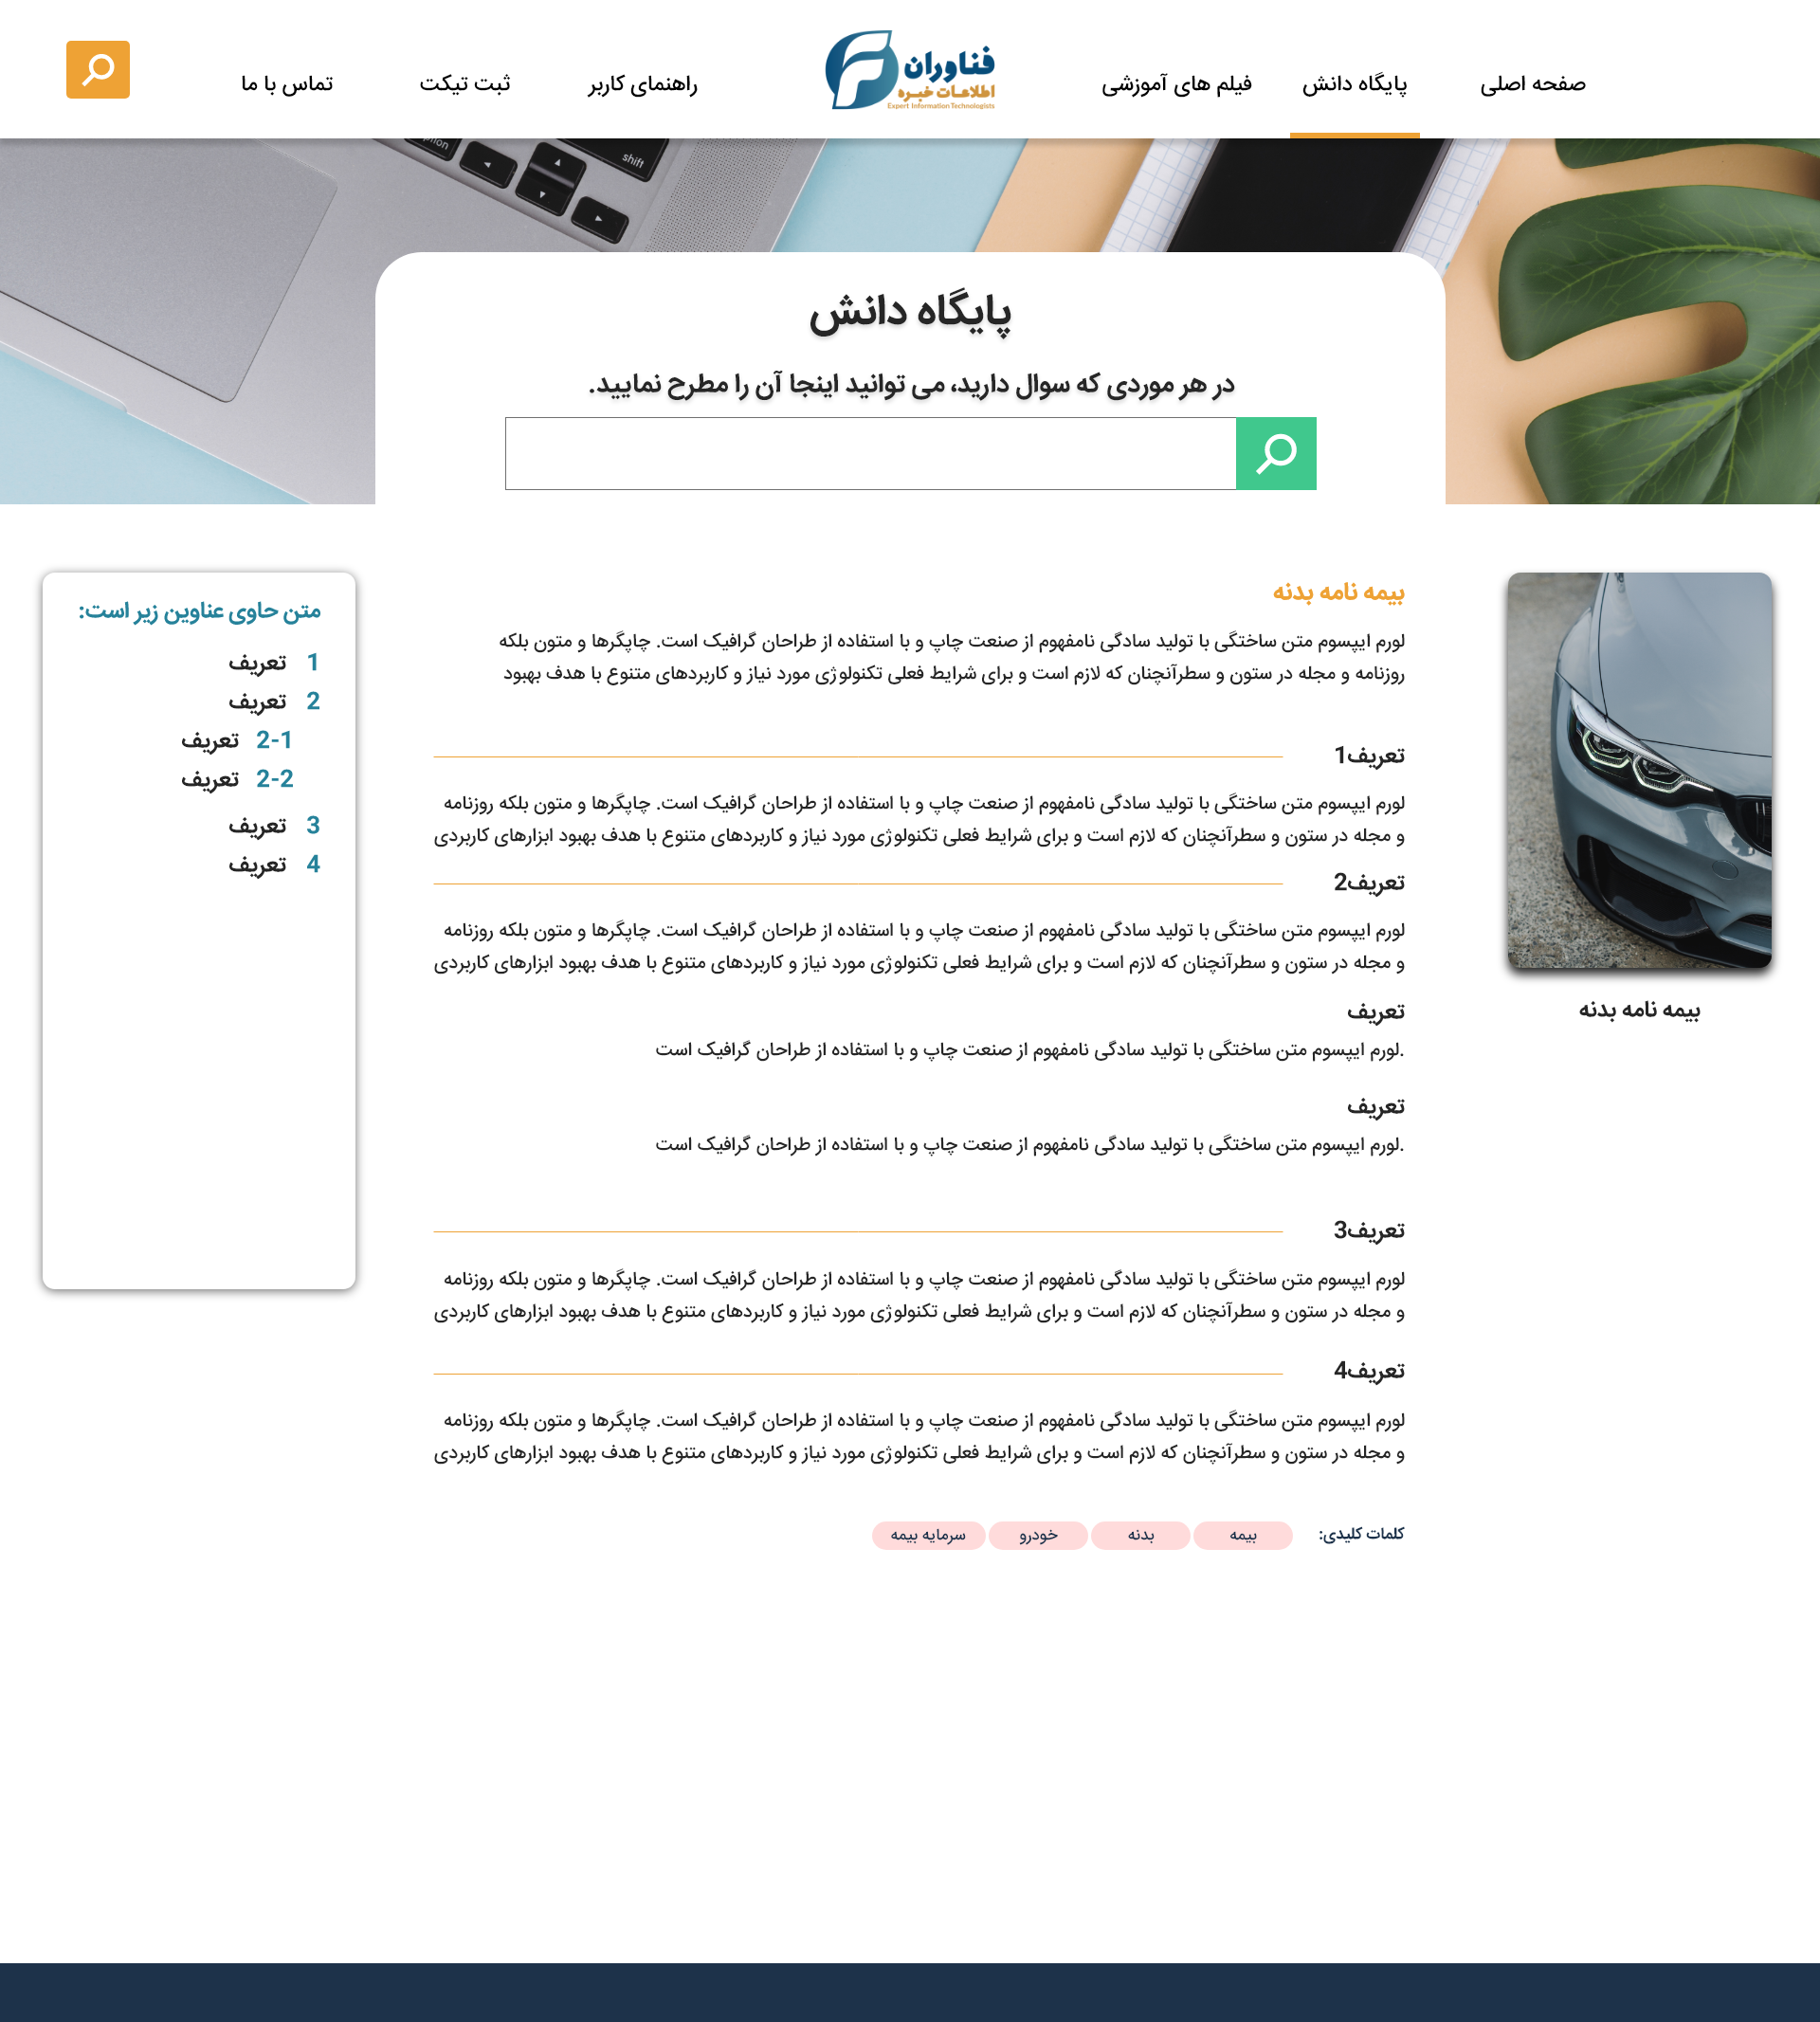 صفحه اصلی
پایگاه دانش
فیلم های آموزشی
فناوران
اطلاعات خبره
Expert Information Technologists
راهنمای کاربر
ثبت تیکت
تماس با ما
option
shift
پایگاه دانش
در هر موردی که سوال دارید، می توانید اینجا آن را مطرح نمایید.
بیمه نامه بدنه
بیمه نامه بدنه
لورم ایپسوم متن ساختگی با تولید سادگی نامفهوم از صنعت چاپ و با استفاده از طراحان گرافیک است. چاپگرها و متون بلکه
روزنامه و مجله در ستون و سطرآنچنان که لازم است و برای شرایط فعلی تکنولوژی مورد نیاز و کاربردهای متنوع با هدف بهبود
تعریف1
لورم ایپسوم متن ساختگی با تولید سادگی نامفهوم از صنعت چاپ و با استفاده از طراحان گرافیک است. چاپگرها و متون بلکه روزنامه
و مجله در ستون و سطرآنچنان که لازم است و برای شرایط فعلی تکنولوژی مورد نیاز و کاربردهای متنوع با هدف بهبود ابزارهای کاربردی
تعریف2
لورم ایپسوم متن ساختگی با تولید سادگی نامفهوم از صنعت چاپ و با استفاده از طراحان گرافیک است. چاپگرها و متون بلکه روزنامه
و مجله در ستون و سطرآنچنان که لازم است و برای شرایط فعلی تکنولوژی مورد نیاز و کاربردهای متنوع با هدف بهبود ابزارهای کاربردی
تعریف
.لورم ایپسوم متن ساختگی با تولید سادگی نامفهوم از صنعت چاپ و با استفاده از طراحان گرافیک است
تعریف
.لورم ایپسوم متن ساختگی با تولید سادگی نامفهوم از صنعت چاپ و با استفاده از طراحان گرافیک است
تعریف3
لورم ایپسوم متن ساختگی با تولید سادگی نامفهوم از صنعت چاپ و با استفاده از طراحان گرافیک است. چاپگرها و متون بلکه روزنامه
و مجله در ستون و سطرآنچنان که لازم است و برای شرایط فعلی تکنولوژی مورد نیاز و کاربردهای متنوع با هدف بهبود ابزارهای کاربردی
تعریف4
لورم ایپسوم متن ساختگی با تولید سادگی نامفهوم از صنعت چاپ و با استفاده از طراحان گرافیک است. چاپگرها و متون بلکه روزنامه
و مجله در ستون و سطرآنچنان که لازم است و برای شرایط فعلی تکنولوژی مورد نیاز و کاربردهای متنوع با هدف بهبود ابزارهای کاربردی
کلمات کلیدی: بیمه بدنه خودرو سرمایه بیمه
متن حاوی عناوین زیر است:
1 تعریف
2 تعریف
2-1 تعریف
2-2 تعریف
3 تعریف
4 تعریف